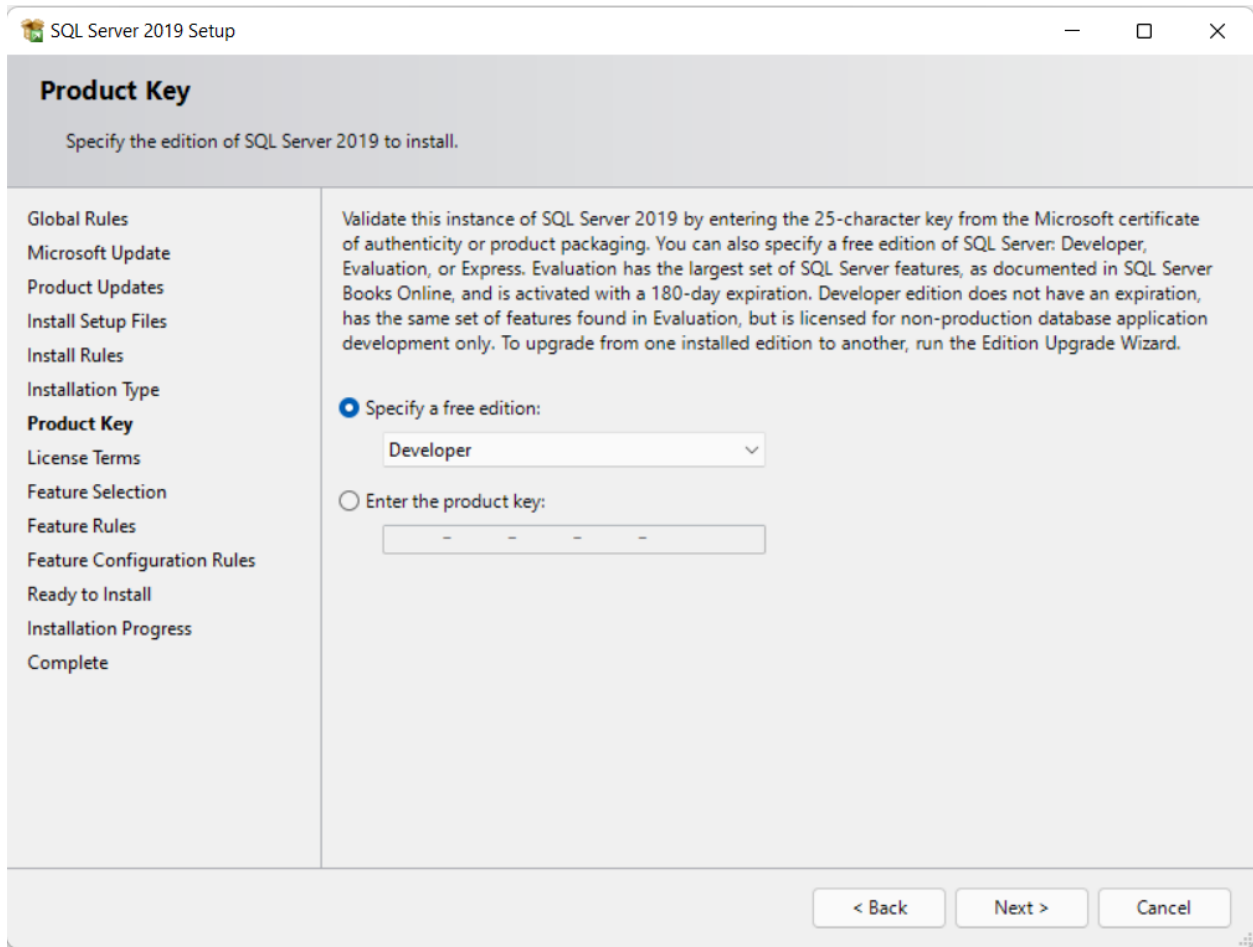 SQL Server 2019 Setup
Product Key
Specify the edition of SQL Server 2019 to install.
Global Rules
Microsoft Update
Product Updates
Install Setup Files
Install Rules
Installation Type
Product Key
License Terms
Feature Selection
Feature Rules
Feature Configuration Rules
Ready to Install
Installation Progress
Complete
Validate this instance of SQL Server 2019 by entering the 25-character key from the Microsoft certificate
of authenticity or product packaging. You can also specify a free edition of SQL Server: Developer,
Evaluation, or Express. Evaluation has the largest set of SQL Server features, as documented in SQL Server
Books Online, and is activated with a 180-day expiration. Developer edition does not have an expiration,
has the same set of features found in Evaluation, but is licensed for non-production database application
development only. To upgrade from one installed edition to another, run the Edition Upgrade Wizard.
Specify a free edition:
Developer
Enter the product key:
- - - -
< Back Next > Cancel